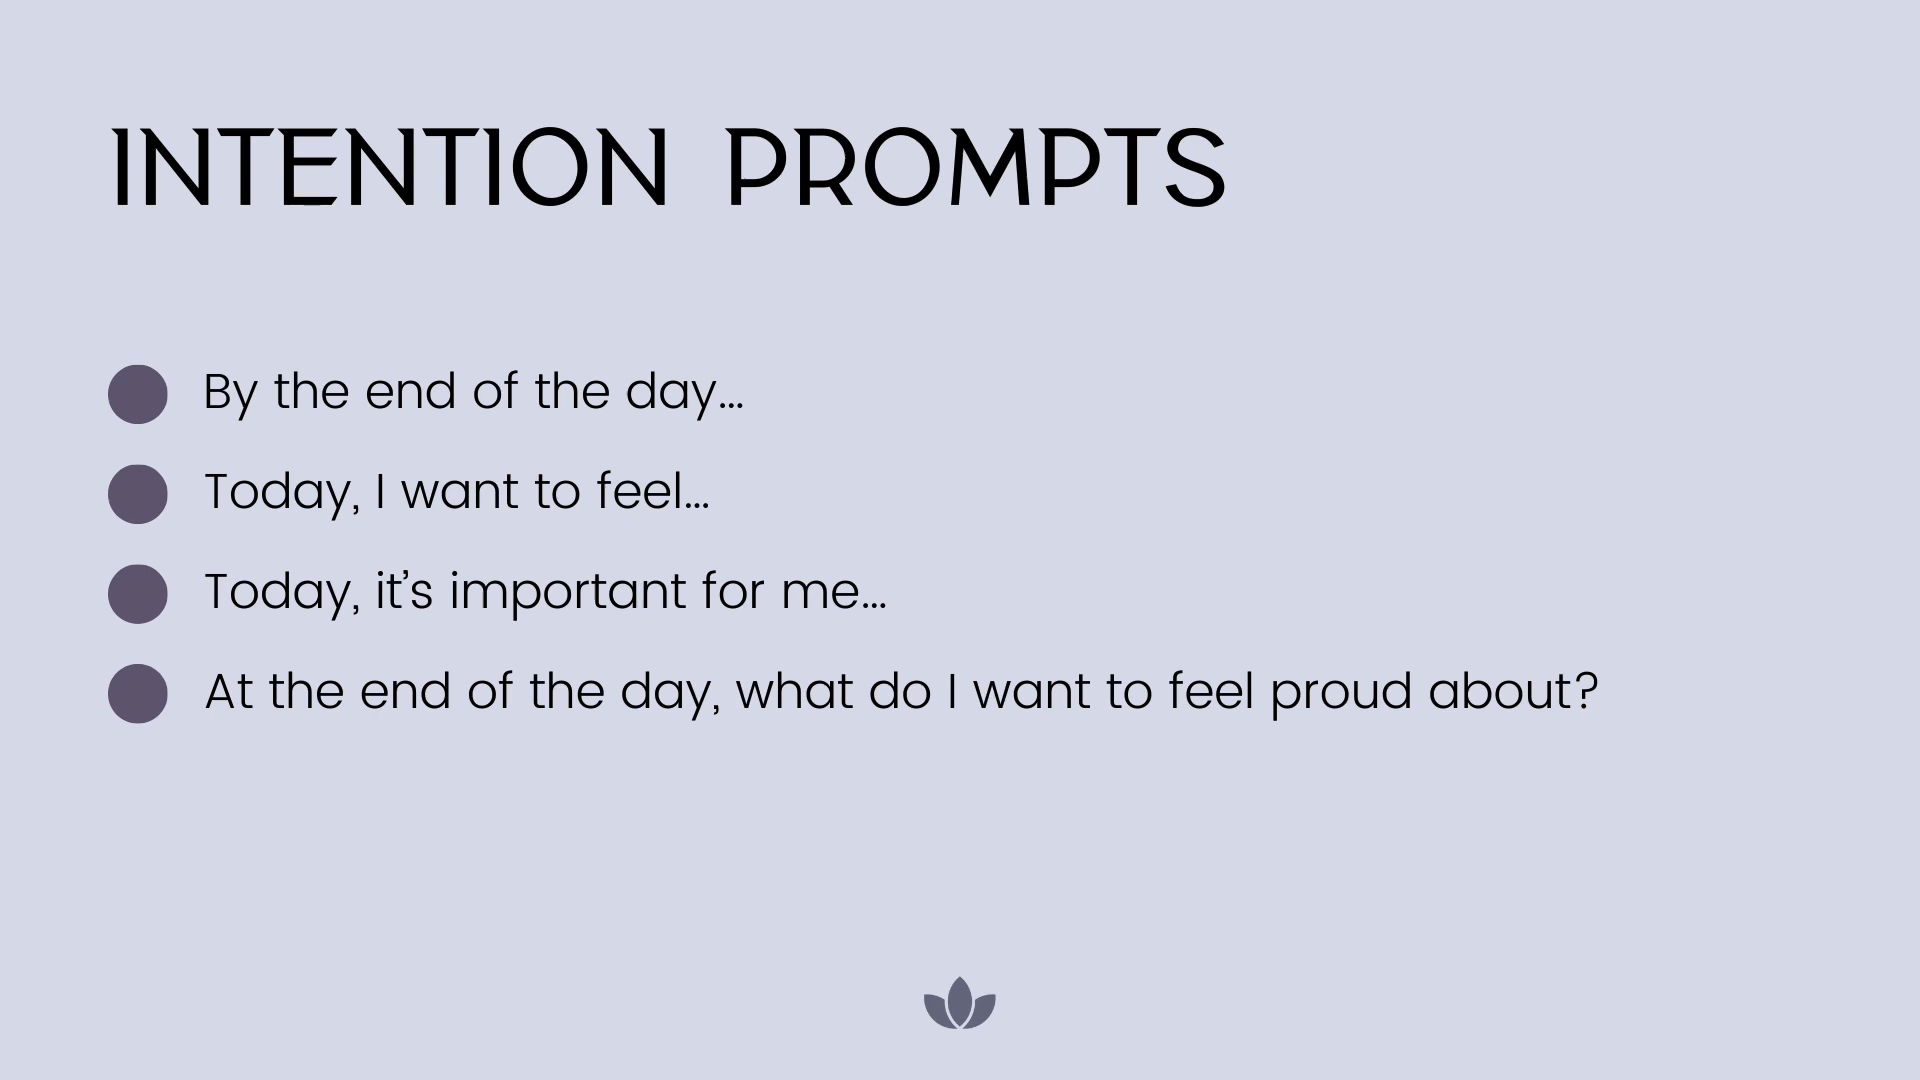 INTENTION PROMPTS
By the end of the day...
Today, I want to feel...
Today, it’s important for me...
At the end of the day, what do I want to feel proud about?